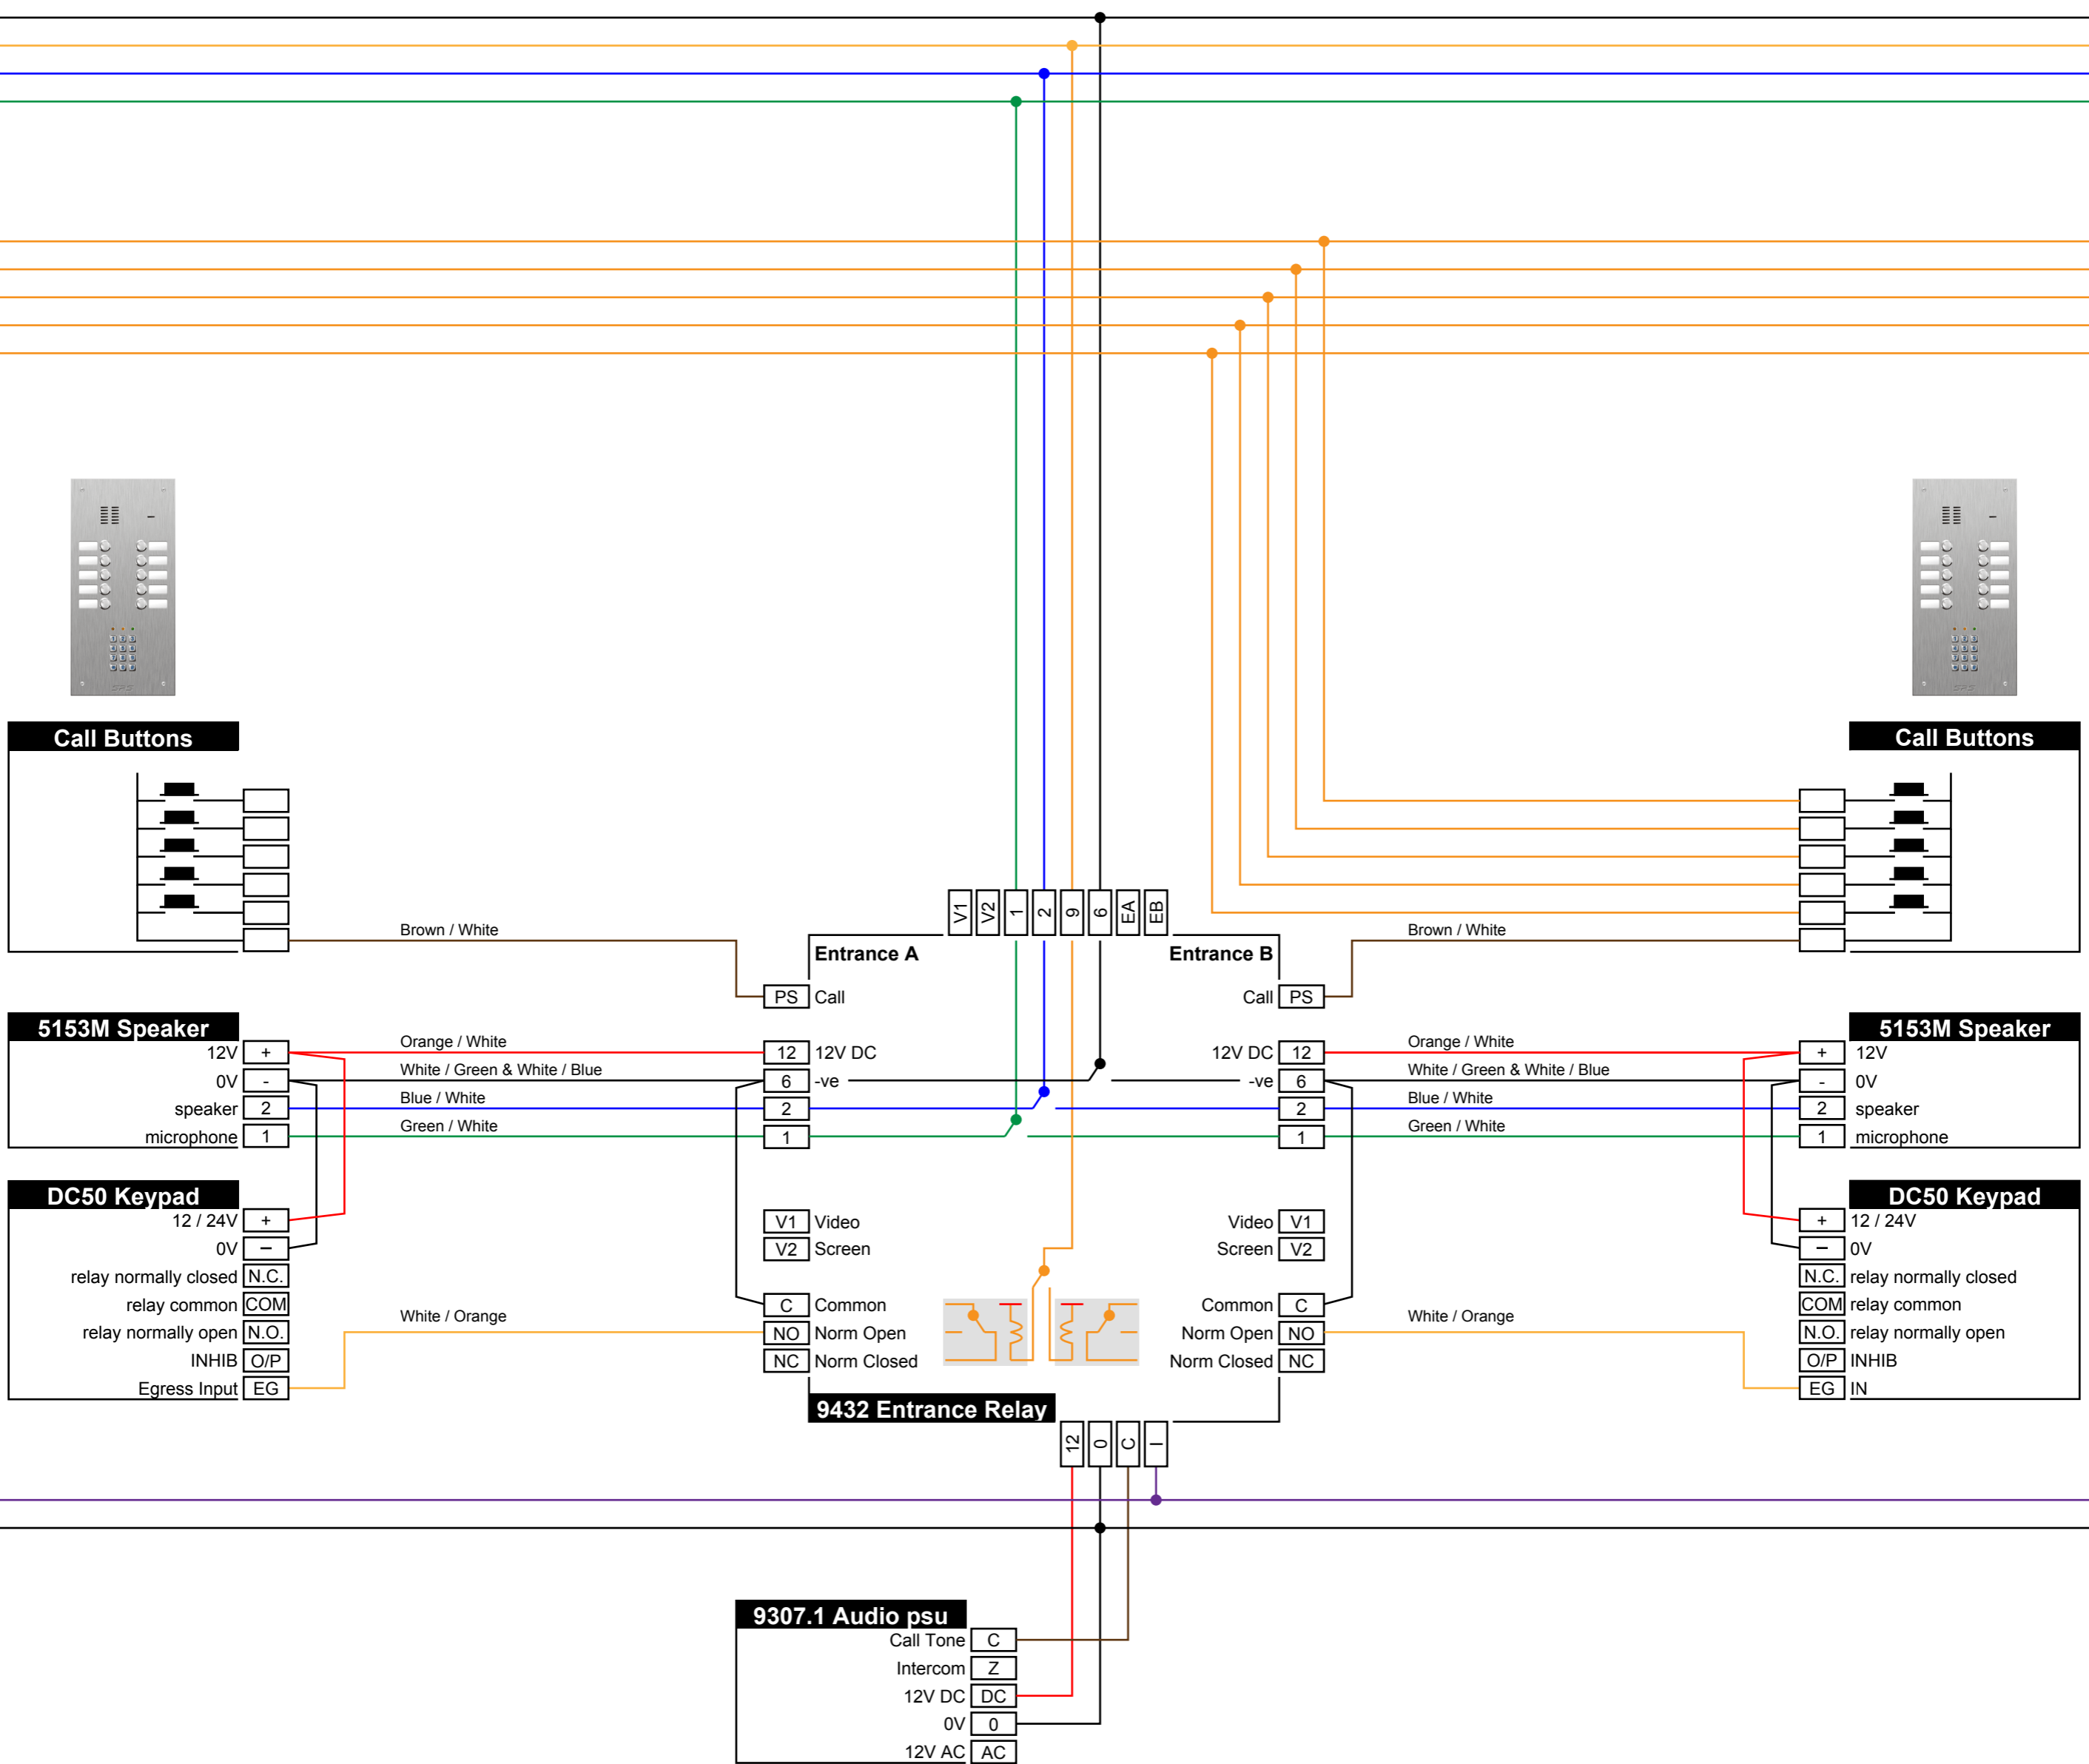 Call Buttons
Brown / White
5153M Speaker
12V +
0V -
speaker 2
microphone 1
Orange / White
White / Green & White / Blue
Blue / White
Green / White
DC50 Keypad
12 / 24V +
0V –
relay normally closed N.C.
relay common COM
relay normally open N.O.
INHIB O/P
Egress Input EG
White / Orange
V1 V2 1 2 9 6 EA EB
Entrance A
Entrance B
PS Call
Call PS
12 12V DC
12V DC 12
6 -ve
-ve 6
2
2
1
1
V1 Video
Video V1
V2 Screen
Screen V2
C Common
Common C
NO Norm Open
Norm Open NO
NC Norm Closed
Norm Closed NC
9432 Entrance Relay
12 0 C I
Call Buttons
Brown / White
5153M Speaker
+ 12V
- 0V
2 speaker
1 microphone
Orange / White
White / Green & White / Blue
Blue / White
Green / White
DC50 Keypad
+ 12 / 24V
– 0V
N.C. relay normally closed
COM relay common
N.O. relay normally open
O/P INHIB
EG IN
White / Orange
9307.1 Audio psu
Call Tone C
Intercom Z
12V DC DC
0V 0
12V AC AC